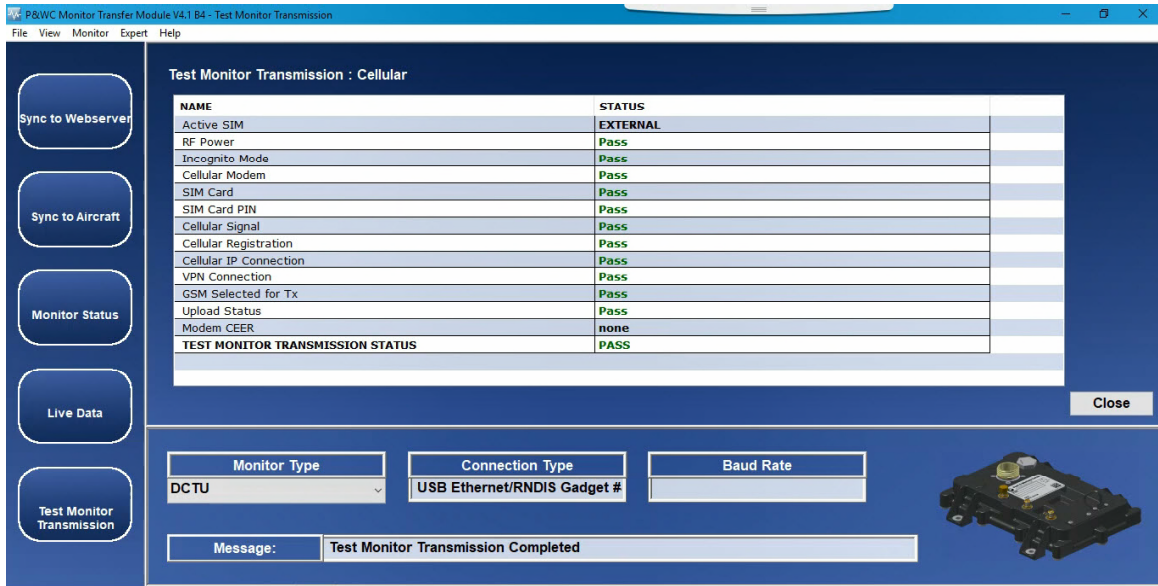 P&WC Monitor Transfer Module V4.1 B4 - Test Monitor Transmission
File View Monitor Expert Help
Sync to Webserver
Sync to Aircraft
Monitor Status
Live Data
Test Monitor
Transmission
Test Monitor Transmission : Cellular
NAME STATUS
Active SIM EXTERNAL
RF Power Pass
Incognito Mode Pass
Cellular Modem Pass
SIM Card Pass
SIM Card PIN Pass
Cellular Signal Pass
Cellular Registration Pass
Cellular IP Connection Pass
VPN Connection Pass
GSM Selected for Tx Pass
Upload Status Pass
Modem CEER none
TEST MONITOR TRANSMISSION STATUS PASS
Close
Monitor Type Connection Type Baud Rate
DCTU USB Ethernet/RNDIS Gadget #
Message: Test Monitor Transmission Completed